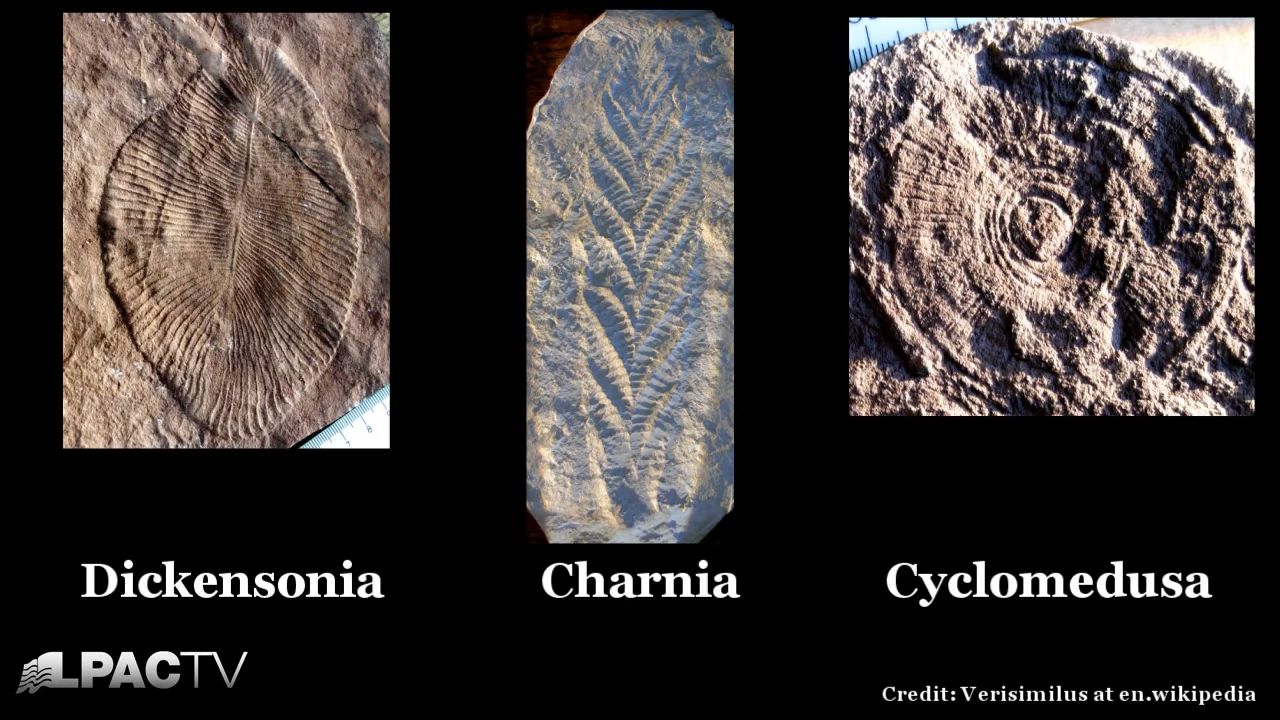 Dickensonia
Charnia
Cyclomedusa
LPACTV
Credit: Verisimilus at en.wikipedia